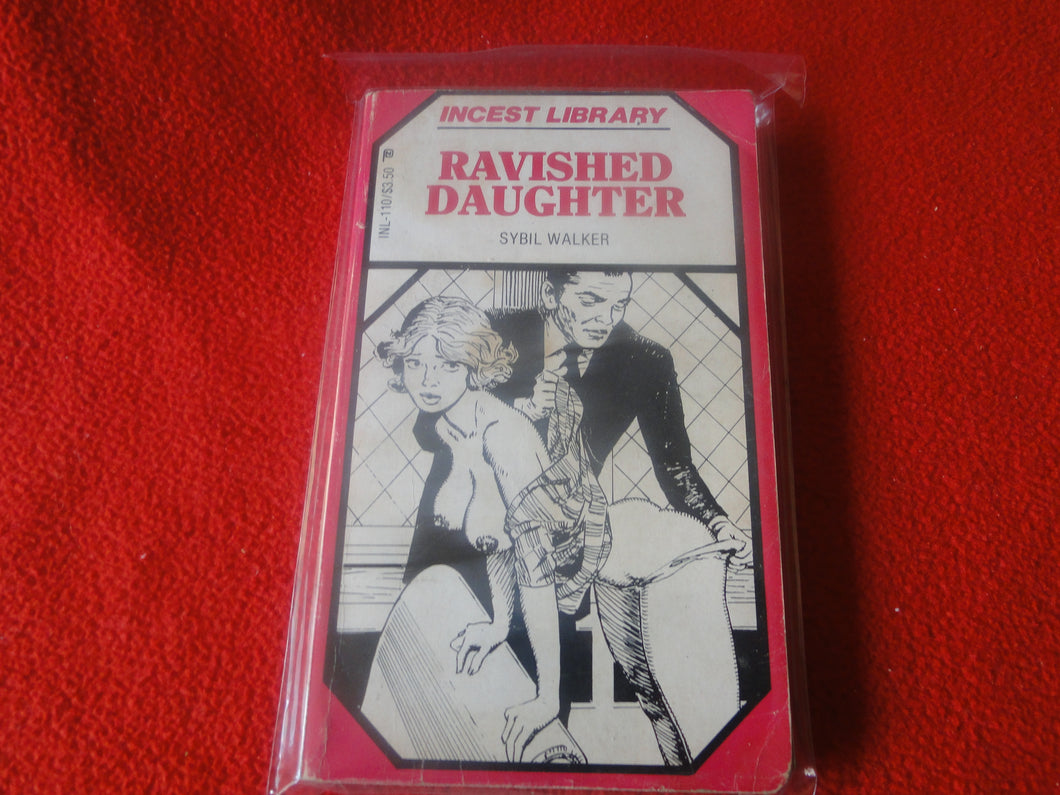 INCEST LIBRARY
RAVISHED
DAUGHTER
SYBIL WALKER
INL-110/$3.50